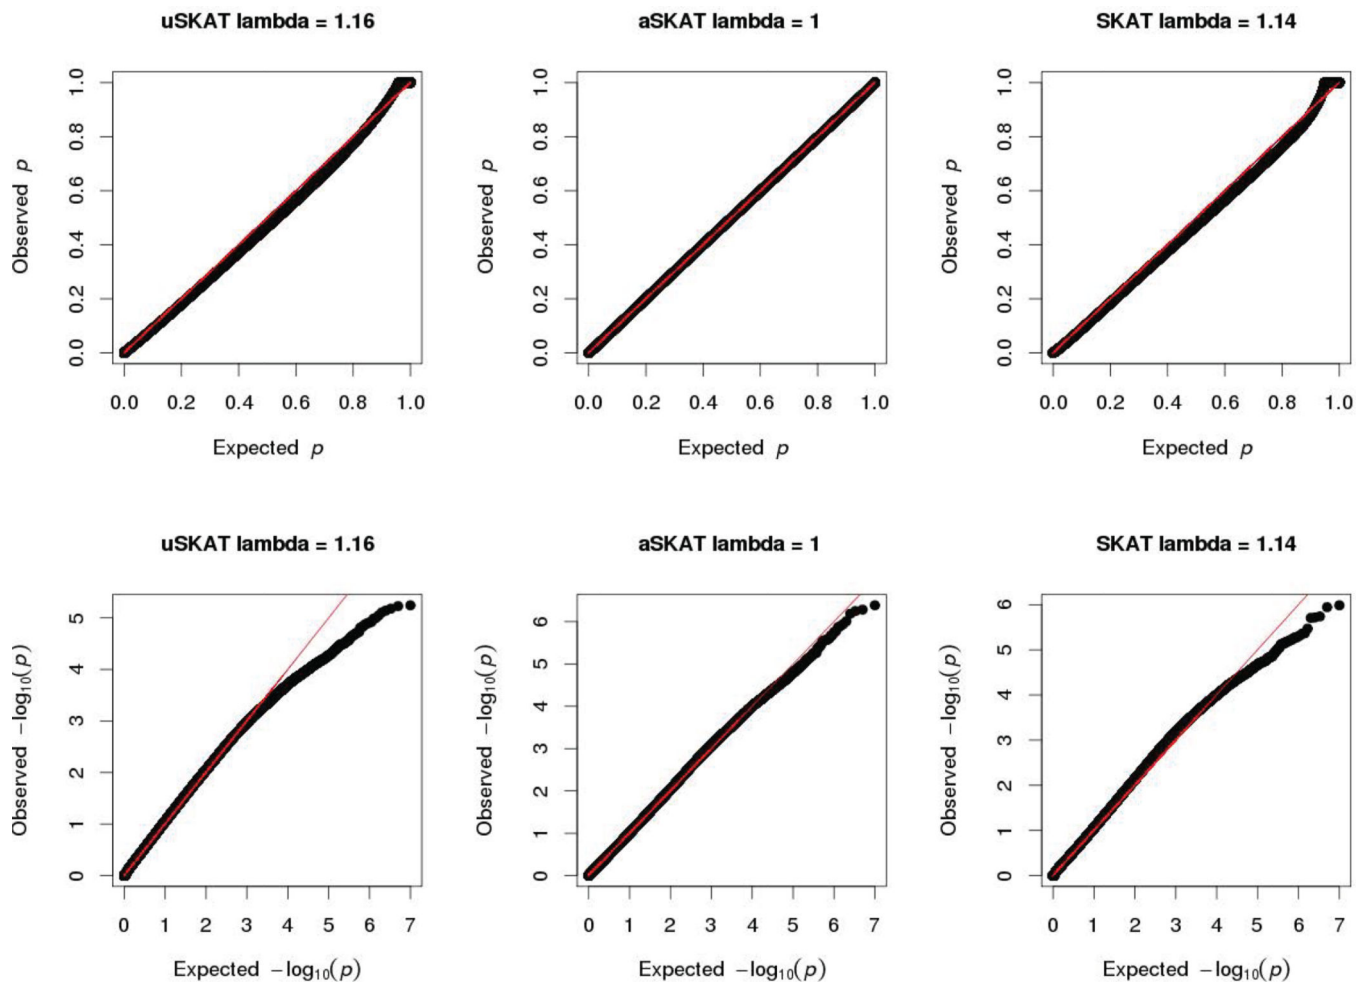 uSKAT lambda = 1.16
aSKAT lambda = 1
SKAT lambda = 1.14
Observed p
1.0
0.8
0.6
0.4
0.2
0.0
0.0 0.2 0.4 0.6 0.8 1.0
Expected p
Observed p
1.0
0.8
0.6
0.4
0.2
0.0
0.0 0.2 0.4 0.6 0.8 1.0
Expected p
Observed p
1.0
0.8
0.6
0.4
0.2
0.0
0.0 0.2 0.4 0.6 0.8 1.0
Expected p
uSKAT lambda = 1.16
aSKAT lambda = 1
SKAT lambda = 1.14
Observed −log₁₀(p)
5
4
3
2
1
0
0 1 2 3 4 5 6 7
Expected −log₁₀(p)
Observed −log₁₀(p)
6
5
4
3
2
1
0
0 1 2 3 4 5 6 7
Expected −log₁₀(p)
Observed −log₁₀(p)
6
5
4
3
2
1
0
0 1 2 3 4 5 6 7
Expected −log₁₀(p)